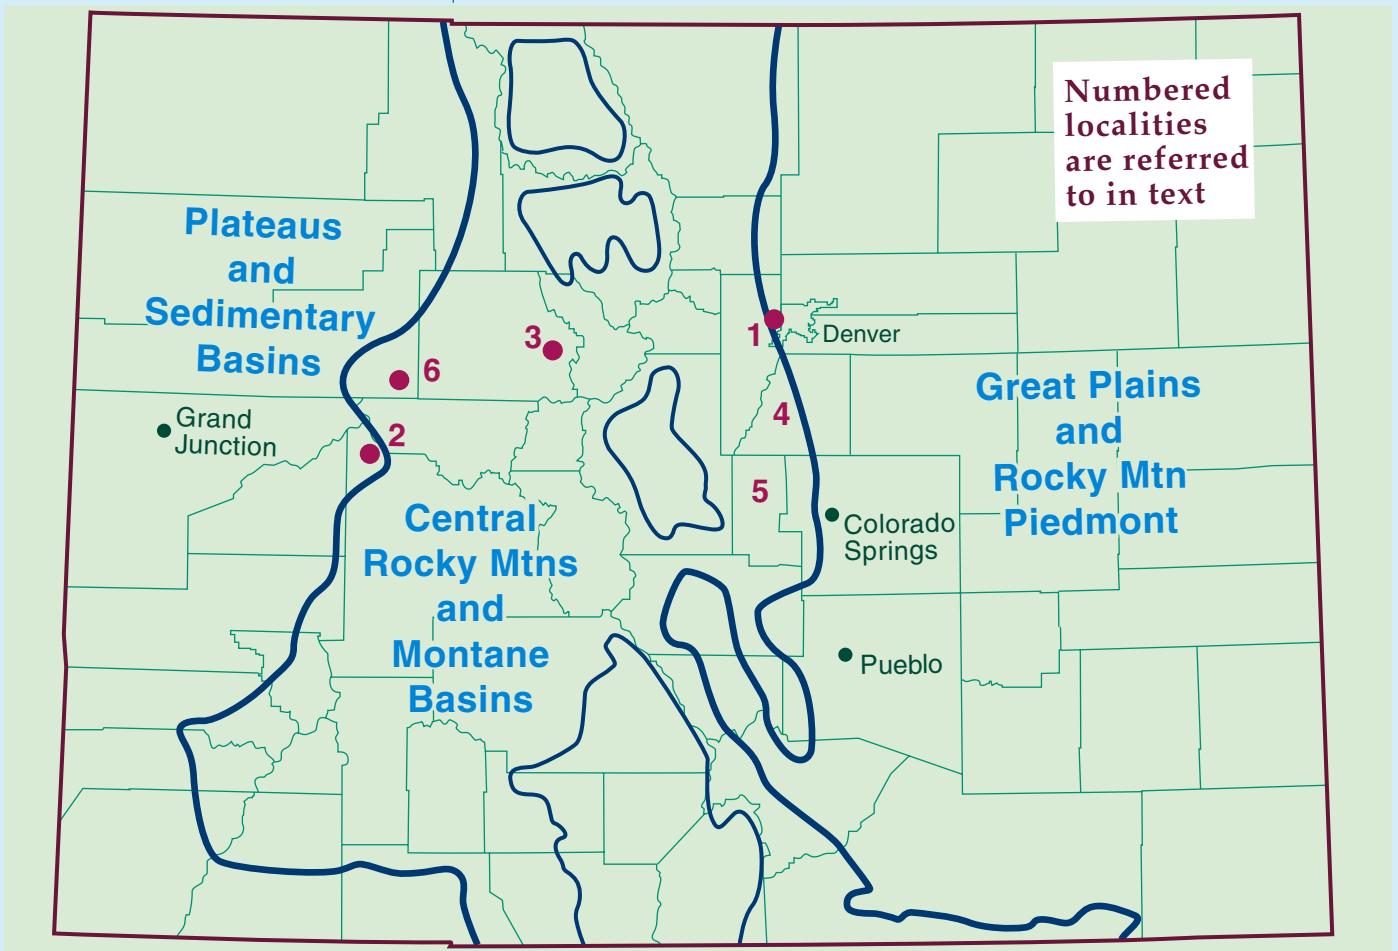 Numbered
localities
are referred
to in text
Plateaus
and
Sedimentary
Basins
3
1
Denver
6
Great Plains
and
Rocky Mtn
Piedmont
4
Grand
Junction
2
5
Colorado
Springs
Central
Rocky Mtns
and
Montane
Basins
Pueblo